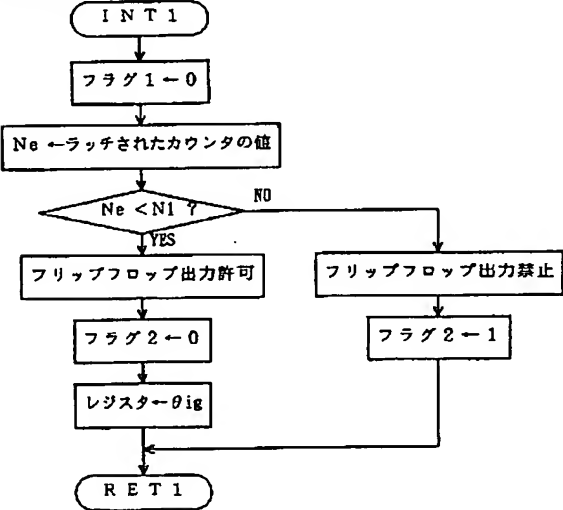 INT1
フラグ1←0
Ne←ラッチされたカウンタの値
Ne<N1?
NO
YES
フリップフロップ出力許可
フリップフロップ出力禁止
フラグ2←0
フラグ2←1
レジスタ←θig
RET1